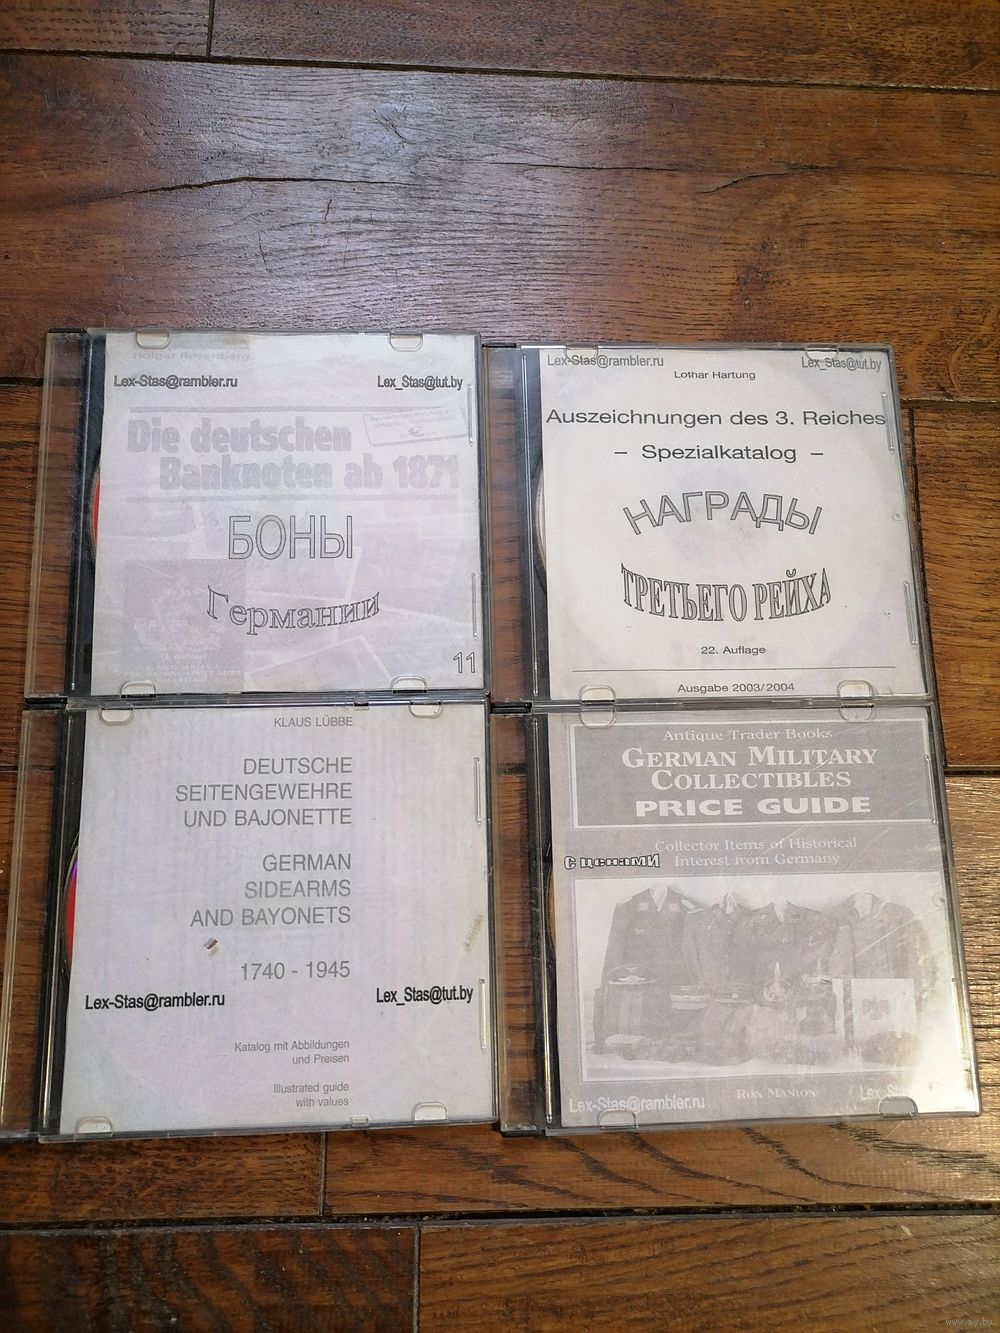 Holger Rosenberg
Lex-Stas@rambler.ru Lex_Stas@tut.by
Die deutschen
Banknoten ab 1871
БОНЫ
Германии
11
Lex-Stas@rambler.ru Lex_Stas@tut.by
Lothar Hartung
Auszeichnungen des 3. Reiches
– Spezialkatalog –
НАГРАДЫ
ТРЕТЬЕГО РЕЙХА
22. Auflage
Ausgabe 2003/2004
KLAUS LÜBBE
DEUTSCHE
SEITENGEWEHRE
UND BAJONETTE
GERMAN
SIDEARMS
AND BAYONETS
1740 - 1945
Lex-Stas@rambler.ru Lex_Stas@tut.by
Katalog mit Abbildungen
und Preisen
Illustrated guide
with values
Antique Trader Books
GERMAN MILITARY
COLLECTIBLES
PRICE GUIDE
Collector Items of Historical
Interest from Germany
С ценами
RON MANION
Lex-Stas@rambler.ru Lex_St
www.ay.by